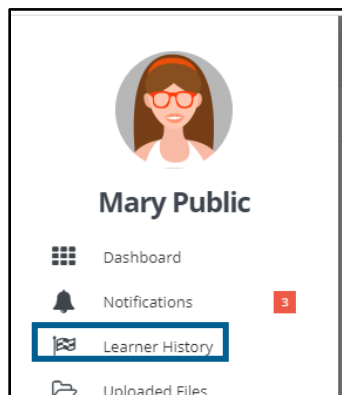 Mary Public
Dashboard
Notifications 3
Learner History
Uploaded Files